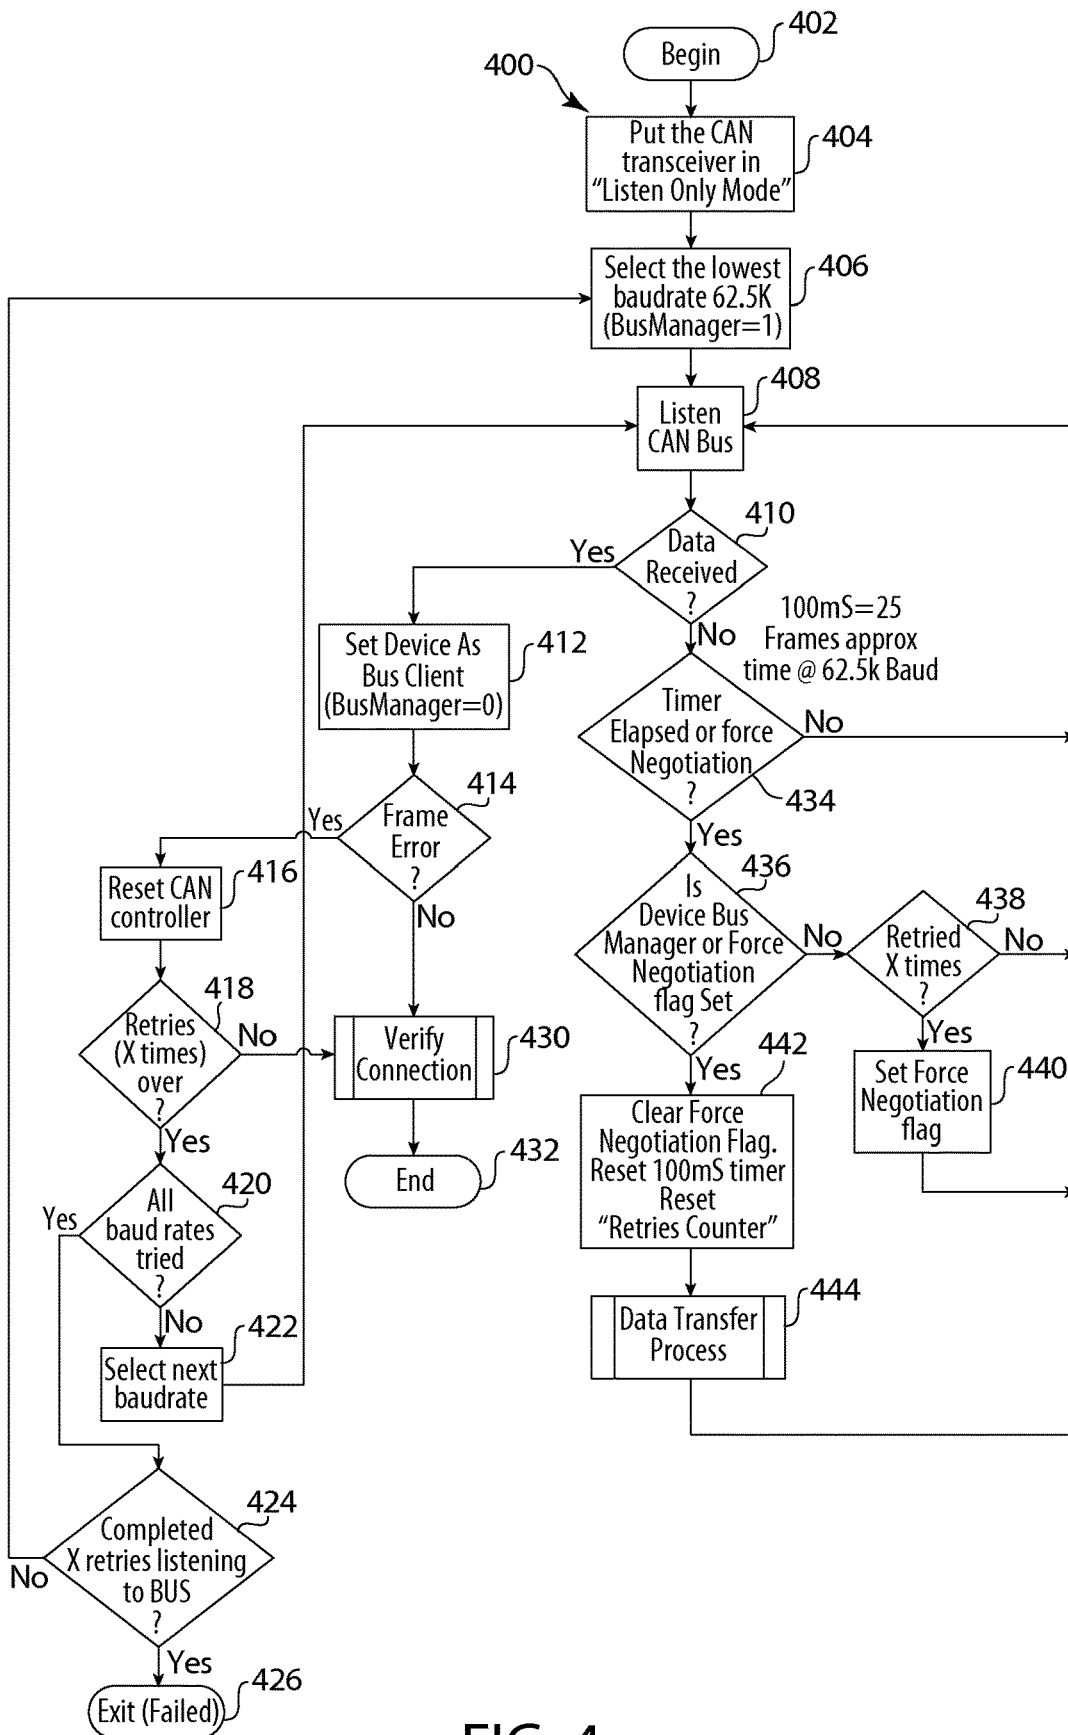 402
Begin
400
Put the CAN
transceiver in
“Listen Only Mode”
404
Select the lowest
baudrate 62.5K
(BusManager=1)
406
408
Listen
CAN Bus
410
Data
Received
?
Yes
No
100mS=25
Frames approx
time @ 62.5k Baud
Set Device As
Bus Client
(BusManager=0)
412
Timer
Elapsed or force
Negotiation
?
No
434
Yes
414
Frame
Error
?
Yes
No
Reset CAN
controller
416
436
Is
Device Bus
Manager or Force
Negotiation
flag Set
?
No
Yes
438
Retried
X times
?
No
Yes
418
Retries
(X times)
over
?
No
Yes
Verify
Connection
430
442
Clear Force
Negotiation Flag.
Reset 100mS timer
Reset
“Retries Counter”
Set Force
Negotiation
flag
440
End
432
420
All
baud rates
tried
?
Yes
No
422
Select next
baudrate
444
Data Transfer
Process
424
Completed
X retries listening
to BUS
?
No
Yes
426
Exit (Failed)
FIG. 4